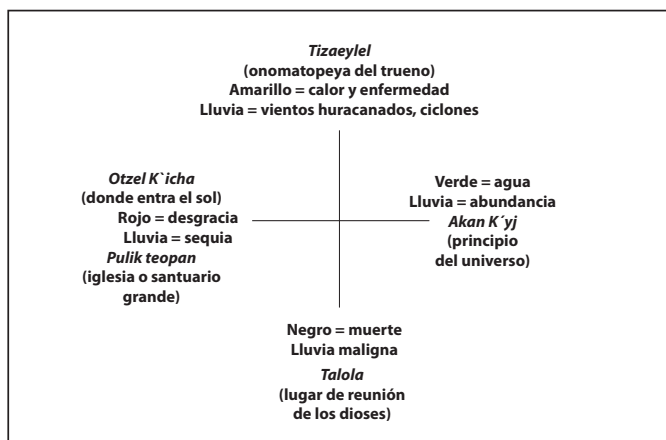 Tizaeylel
(onomatopeya del trueno)
Amarillo = calor y enfermedad
Lluvia = vientos huracanados, ciclones
Otzel K`icha
(donde entra el sol)
Rojo = desgracia
Lluvia = sequia
Pulik teopan
(iglesia o santuario
grande)
Verde = agua
Lluvia = abundancia
Akan K´yj
(principio
del universo)
Negro = muerte
Lluvia maligna
Talola
(lugar de reunión
de los dioses)